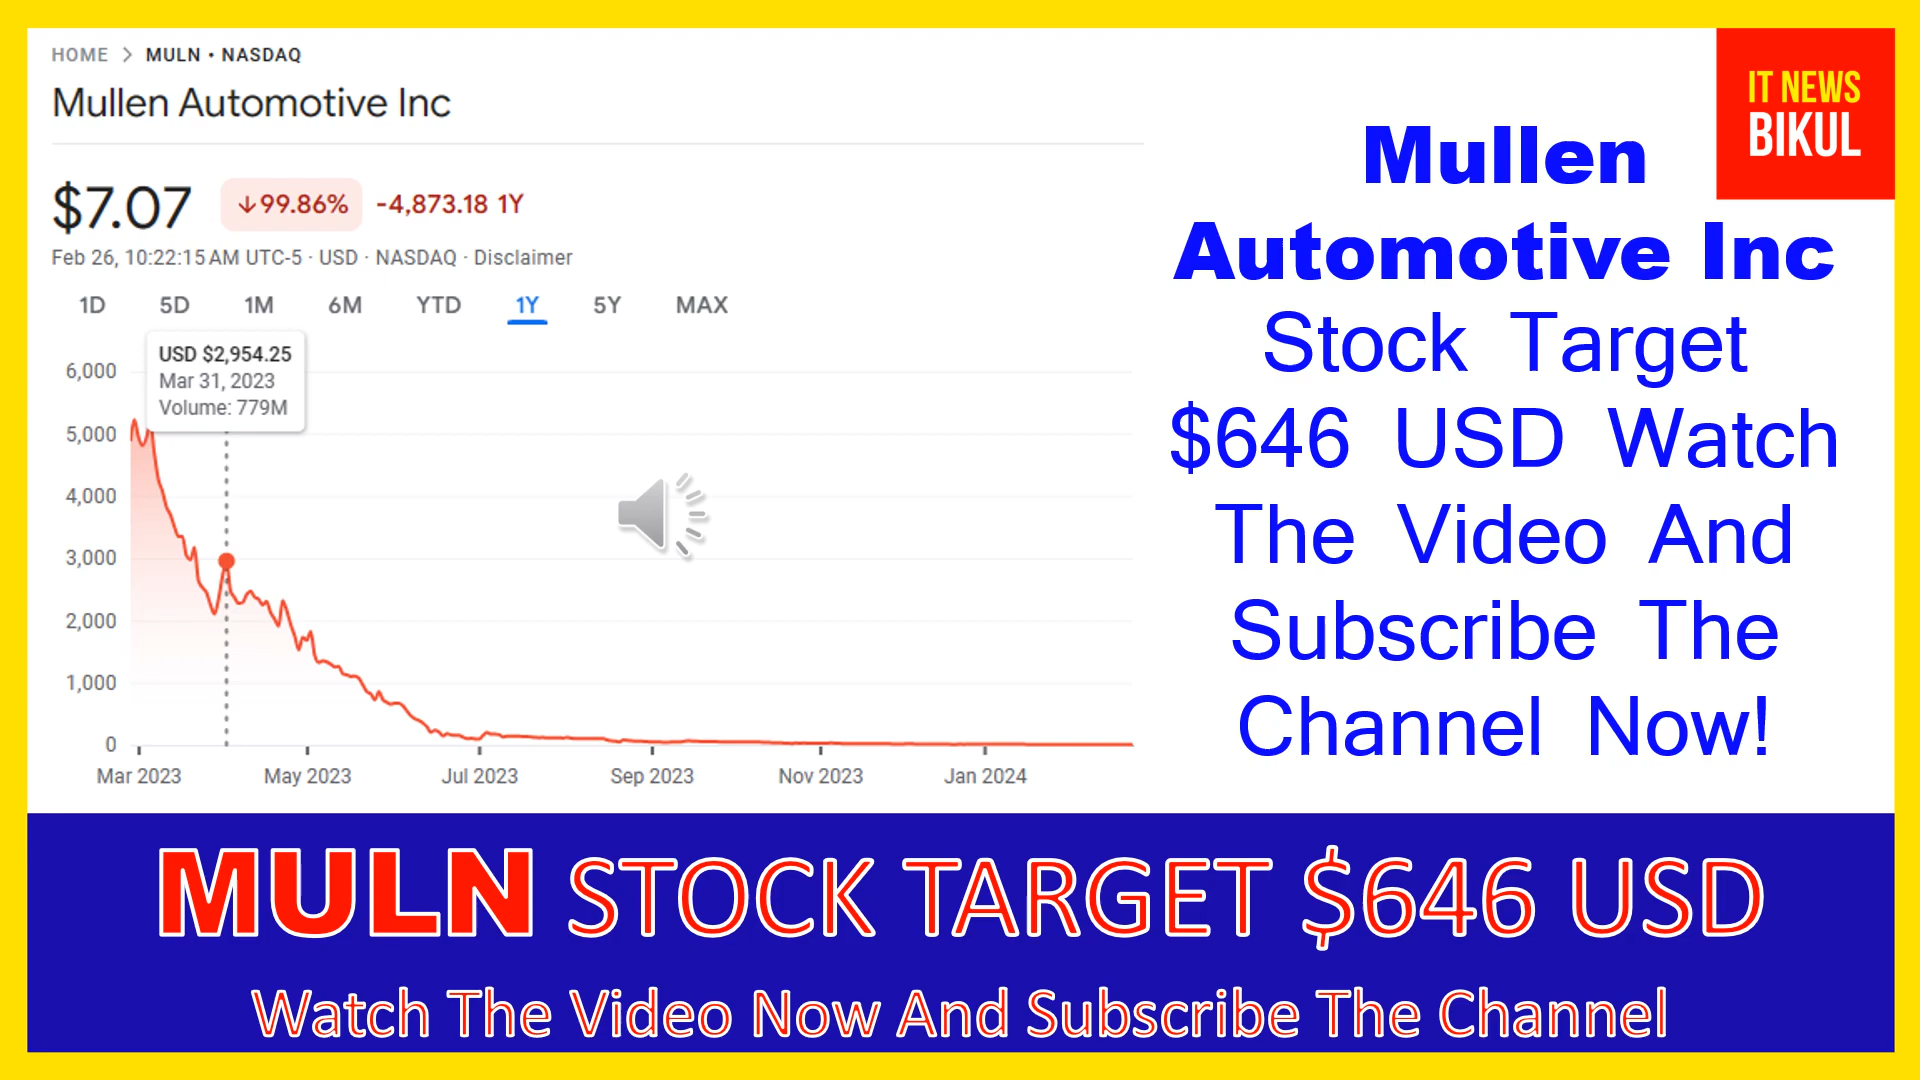 HOME > MULN • NASDAQ
Mullen Automotive Inc
$7.07 ↓99.86% -4,873.18 1Y
Feb 26, 10:22:15 AM UTC-5 · USD · NASDAQ · Disclaimer
1D 5D 1M 6M YTD 1Y 5Y MAX
USD $2,954.25
Mar 31, 2023
Volume: 779M
6,000
5,000
4,000
3,000
2,000
1,000
0
Mar 2023 May 2023 Jul 2023 Sep 2023 Nov 2023 Jan 2024
IT NEWS
BIKUL
Mullen
Automotive Inc
Stock Target
$646 USD Watch
The Video And
Subscribe The
Channel Now!
MULN STOCK TARGET $646 USD
Watch The Video Now And Subscribe The Channel